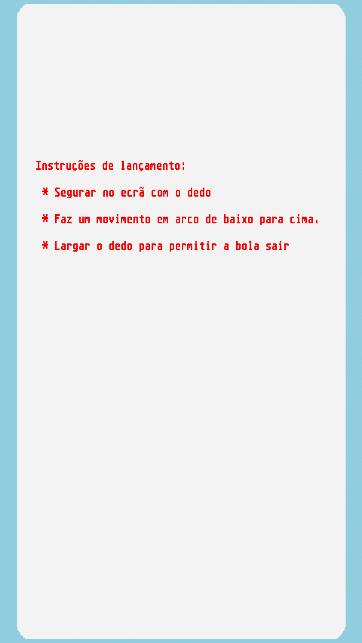 Instruções de lançamento:
* Segurar no ecrã com o dedo
* Faz um movimento em arco de baixo para cima.
* Largar o dedo para permitir a bola sair